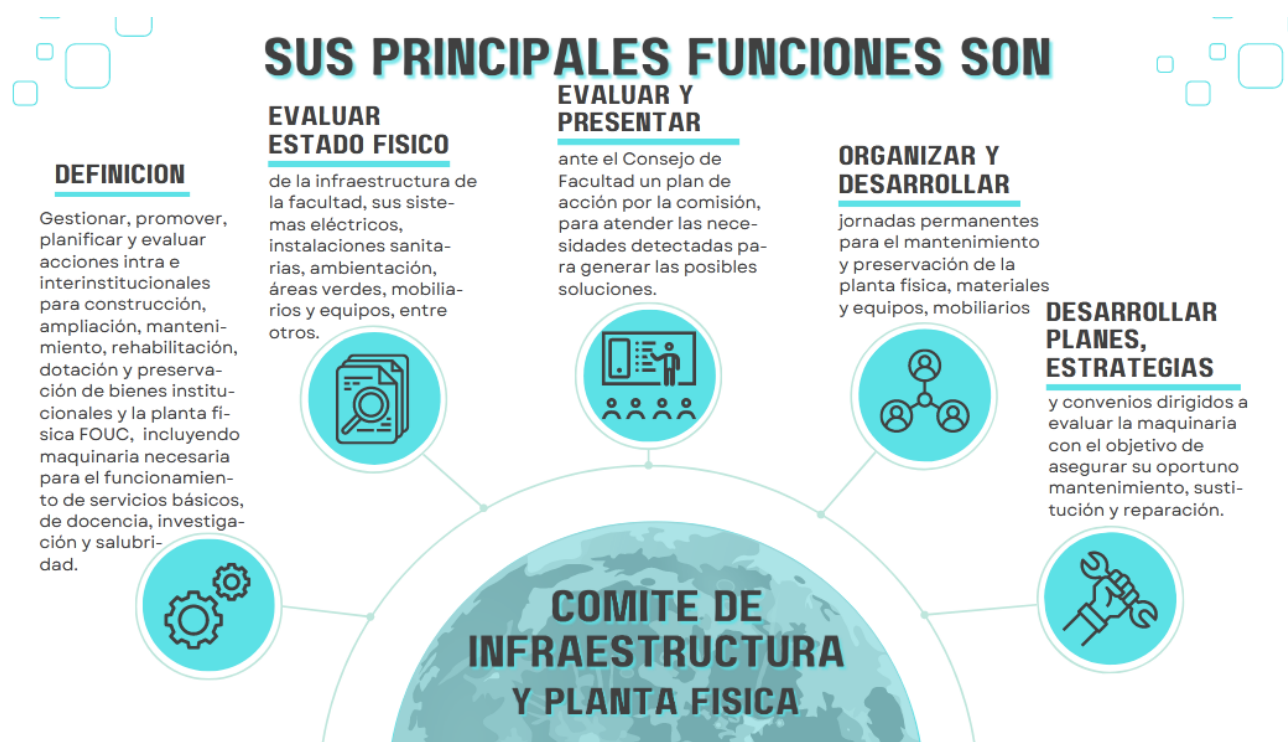 SUS PRINCIPALES FUNCIONES SON
DEFINICION
Gestionar, promover,
planificar y evaluar
acciones intra e
interinstitucionales
para construcción,
ampliación, manteni-
miento, rehabilitación,
dotación y preserva-
ción de bienes institu-
cionales y la planta fi-
sica FOUC, incluyendo
maquinaria necesaria
para el funcionamien-
to de servicios básicos,
de docencia, investiga-
ción y salubri-
dad.
EVALUAR
ESTADO FISICO
de la infraestructura de
la facultad, sus siste-
mas eléctricos,
instalaciones sanita-
rias, ambientación,
áreas verdes, mobilia-
rios y equipos, entre
otros.
EVALUAR Y
PRESENTAR
ante el Consejo de
Facultad un plan de
acción por la comisión,
para atender las nece-
sidades detectadas pa-
ra generar las posibles
soluciones.
ORGANIZAR Y
DESARROLLAR
jornadas permanentes
para el mantenimiento
y preservación de la
planta fisica, materiales
y equipos, mobiliarios
DESARROLLAR
PLANES,
ESTRATEGIAS
y convenios dirigidos a
evaluar la maquinaria
con el objetivo de
asegurar su oportuno
mantenimiento, susti-
tución y reparación.
COMITE DE
INFRAESTRUCTURA
Y PLANTA FISICA